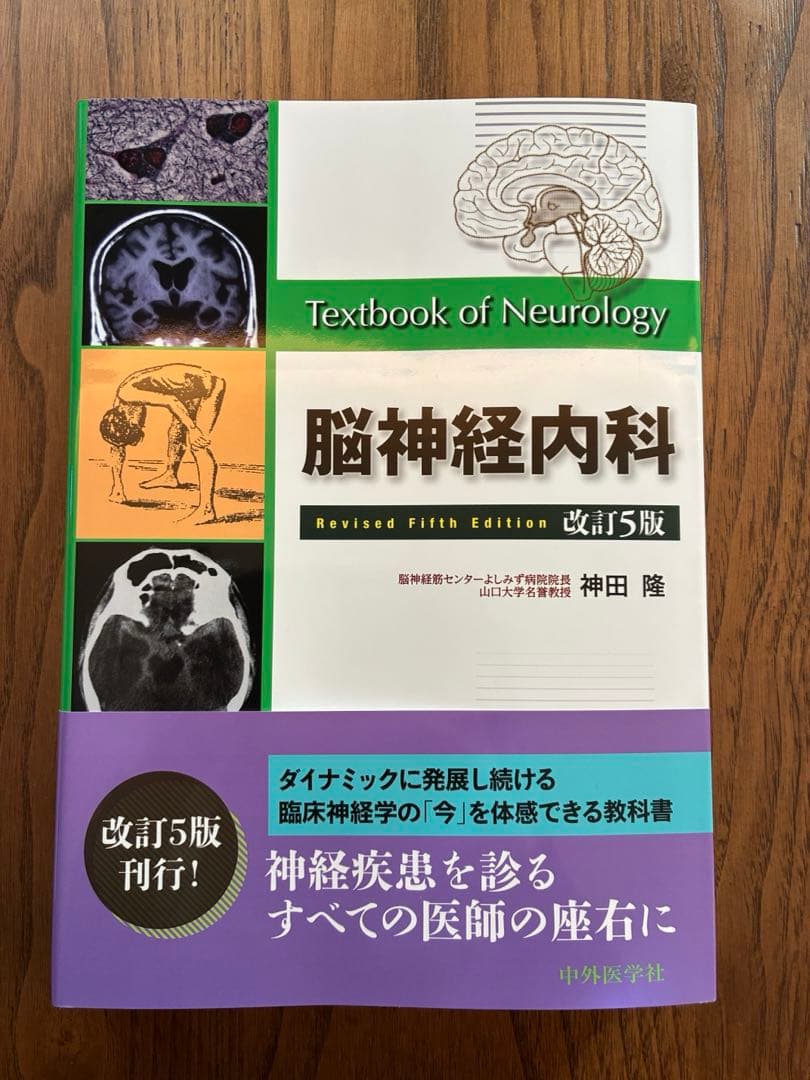 Textbook of Neurology
脳神経内科
Revised Fifth Edition 改訂5版
脳神経筋センターよしみず病院院長
山口大学名誉教授 神田 隆
ダイナミックに発展し続ける
臨床神経学の「今」を体感できる教科書
改訂5版
刊行!
神経疾患を診る
すべての医師の座右に
中外医学社